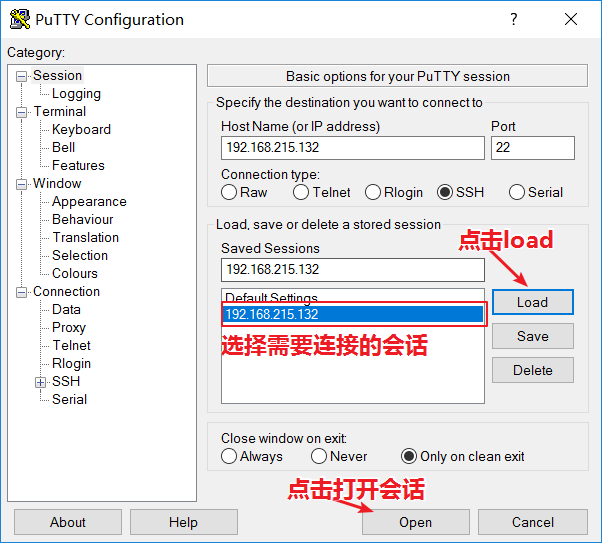 PuTTY Configuration
?
Category:
Session
Logging
Terminal
Keyboard
Bell
Features
Window
Appearance
Behaviour
Translation
Selection
Colours
Connection
Data
Proxy
Telnet
Rlogin
SSH
Serial
Basic options for your PuTTY session
Specify the destination you want to connect to
Host Name (or IP address) Port
192.168.215.132 22
Connection type:
Raw Telnet Rlogin SSH Serial
Load, save or delete a stored session
点击load
Saved Sessions
192.168.215.132
Default Settings
192.168.215.132
选择需要连接的会话
Load
Save
Delete
Close window on exit:
Always Never Only on clean exit
点击打开会话
About Help Open Cancel